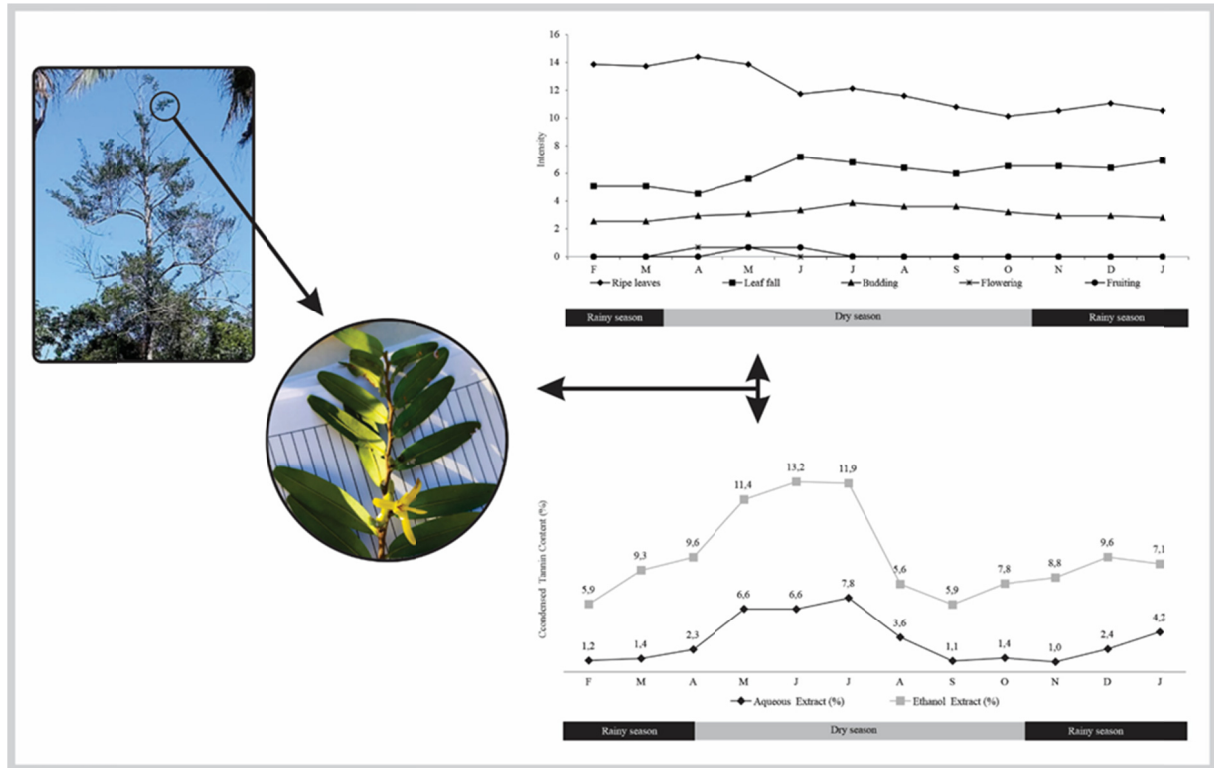 16
14
12
10
8
6
4
2
0
Intensity
F M A M J J A S O N D J
Ripe leaves Leaf fall Budding Flowering Fruiting
Rainy season Dry season Rainy season
Ccondensed Tannin Content (%)
5,9 9,3 9,6 11,4 13,2 11,9 5,6 5,9 7,8 8,8 9,6 7,1
1,2 1,4 2,3 6,6 6,6 7,8 3,6 1,1 1,4 1,0 2,4 4,2
F M A M J J A S O N D J
Aqueous Extract (%) Ethanol Extract (%)
Rainy season Dry season Rainy season